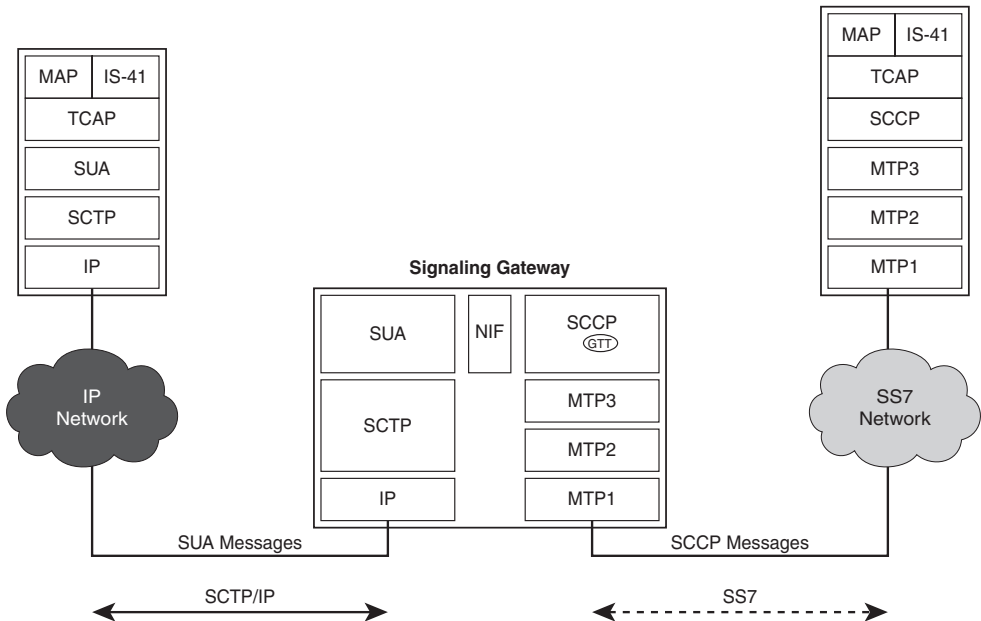 MAP IS-41
TCAP
SUA
SCTP
IP
IP
Network
SUA Messages
SCTP/IP
Signaling Gateway
SUA
SCTP
IP
NIF
SCCP
GTT
MTP3
MTP2
MTP1
MAP IS-41
TCAP
SCCP
MTP3
MTP2
MTP1
SS7
Network
SCCP Messages
SS7